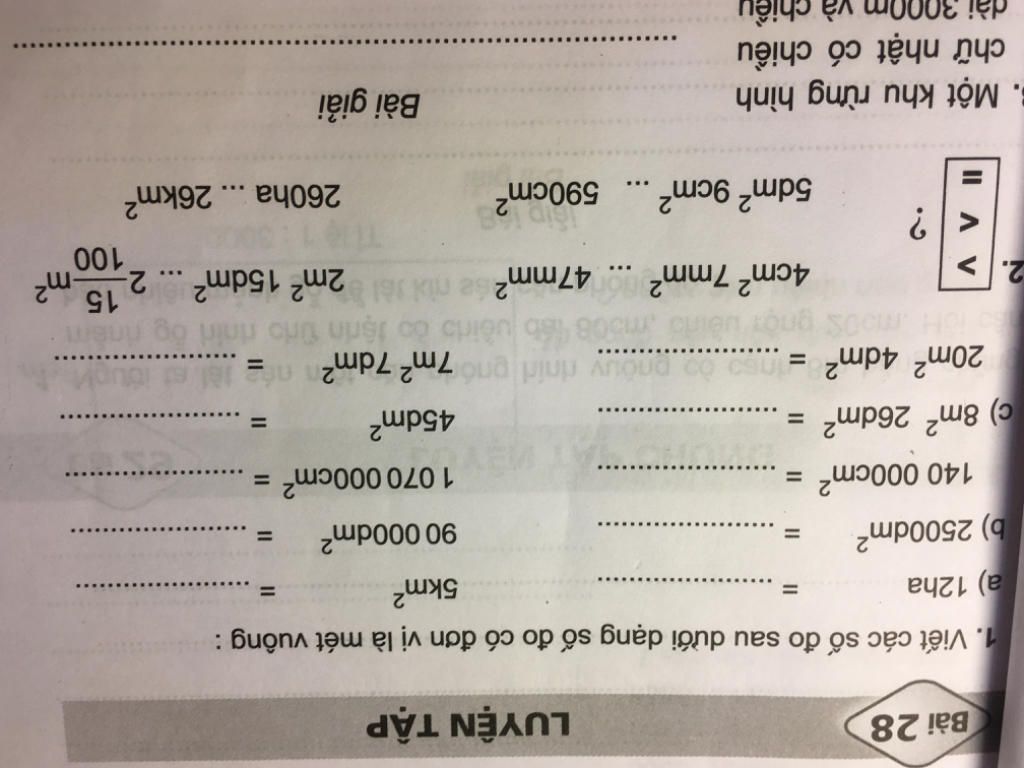 Bài 28 LUYỆN TẬP
1. Viết các số đo sau dưới dạng số đo có đơn vị là mét vuông :
a) 12ha = .................... 5km² = ....................
b) 2500dm² = .................... 90 000dm² = ....................
140 000cm² = .................... 1 070 000cm² = ....................
c) 8m² 26dm² = .................... 45dm² = ....................
20m² 4dm² = .................... 7m² 7dm² = ....................
2. > < = ? 4cm² 7mm² ... 47mm² 2m² 15dm² ... 2 15/100 m²
5dm² 9cm² ... 590cm² 260ha ... 26km²
3. Một khu rừng hình Bài giải
chữ nhật có chiều ....................
dài 3000m và chiều